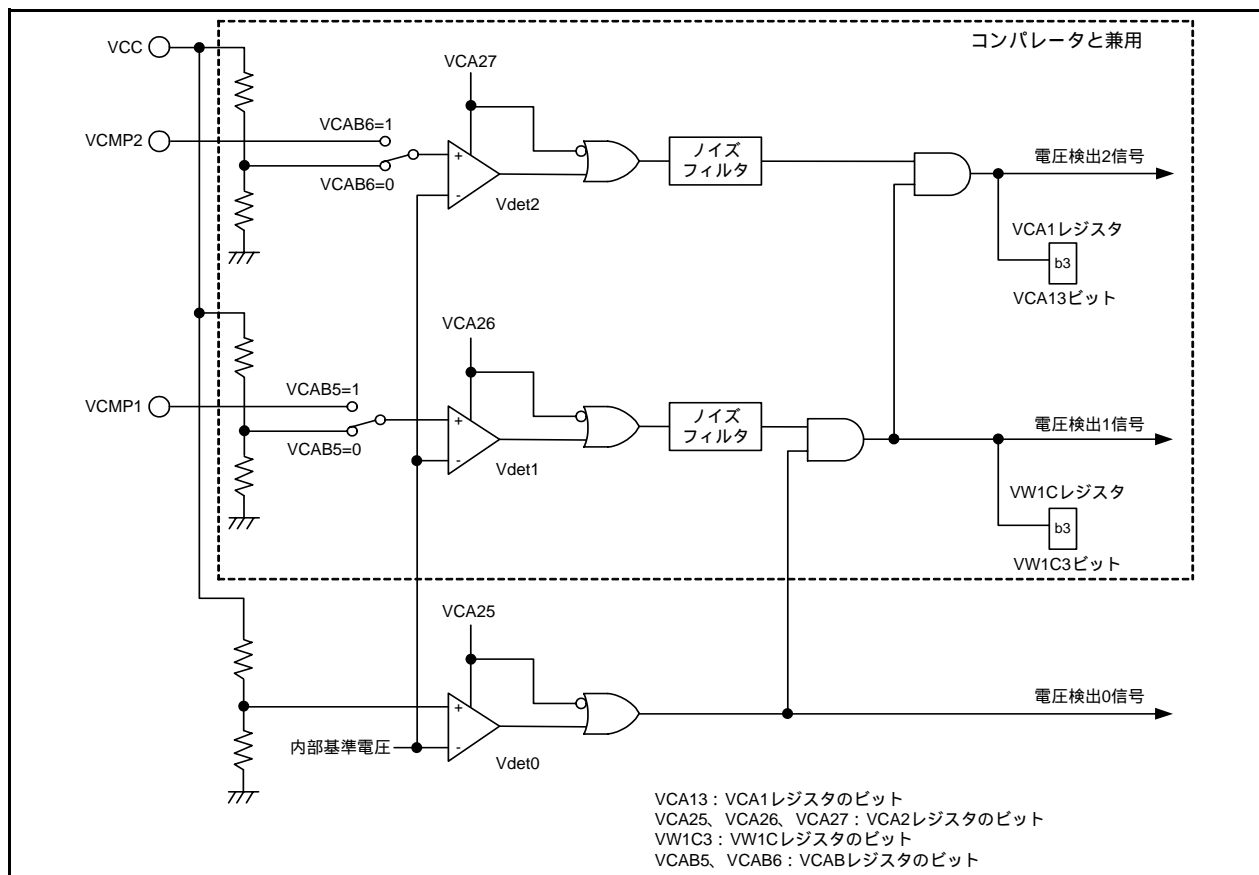 コンパレータと兼用
VCC
VCA27
VCMP2
VCAB6=1
VCAB6=0
+
-
Vdet2
ノイズ
フィルタ
電圧検出2信号
VCA1レジスタ
b3
VCA13ビット
VCA26
VCMP1
VCAB5=1
VCAB5=0
+
-
Vdet1
ノイズ
フィルタ
電圧検出1信号
VW1Cレジスタ
b3
VW1C3ビット
VCA25
+
-
内部基準電圧
Vdet0
電圧検出0信号
VCA13：VCA1レジスタのビット
VCA25、VCA26、VCA27：VCA2レジスタのビット
VW1C3：VW1Cレジスタのビット
VCAB5、VCAB6：VCABレジスタのビット